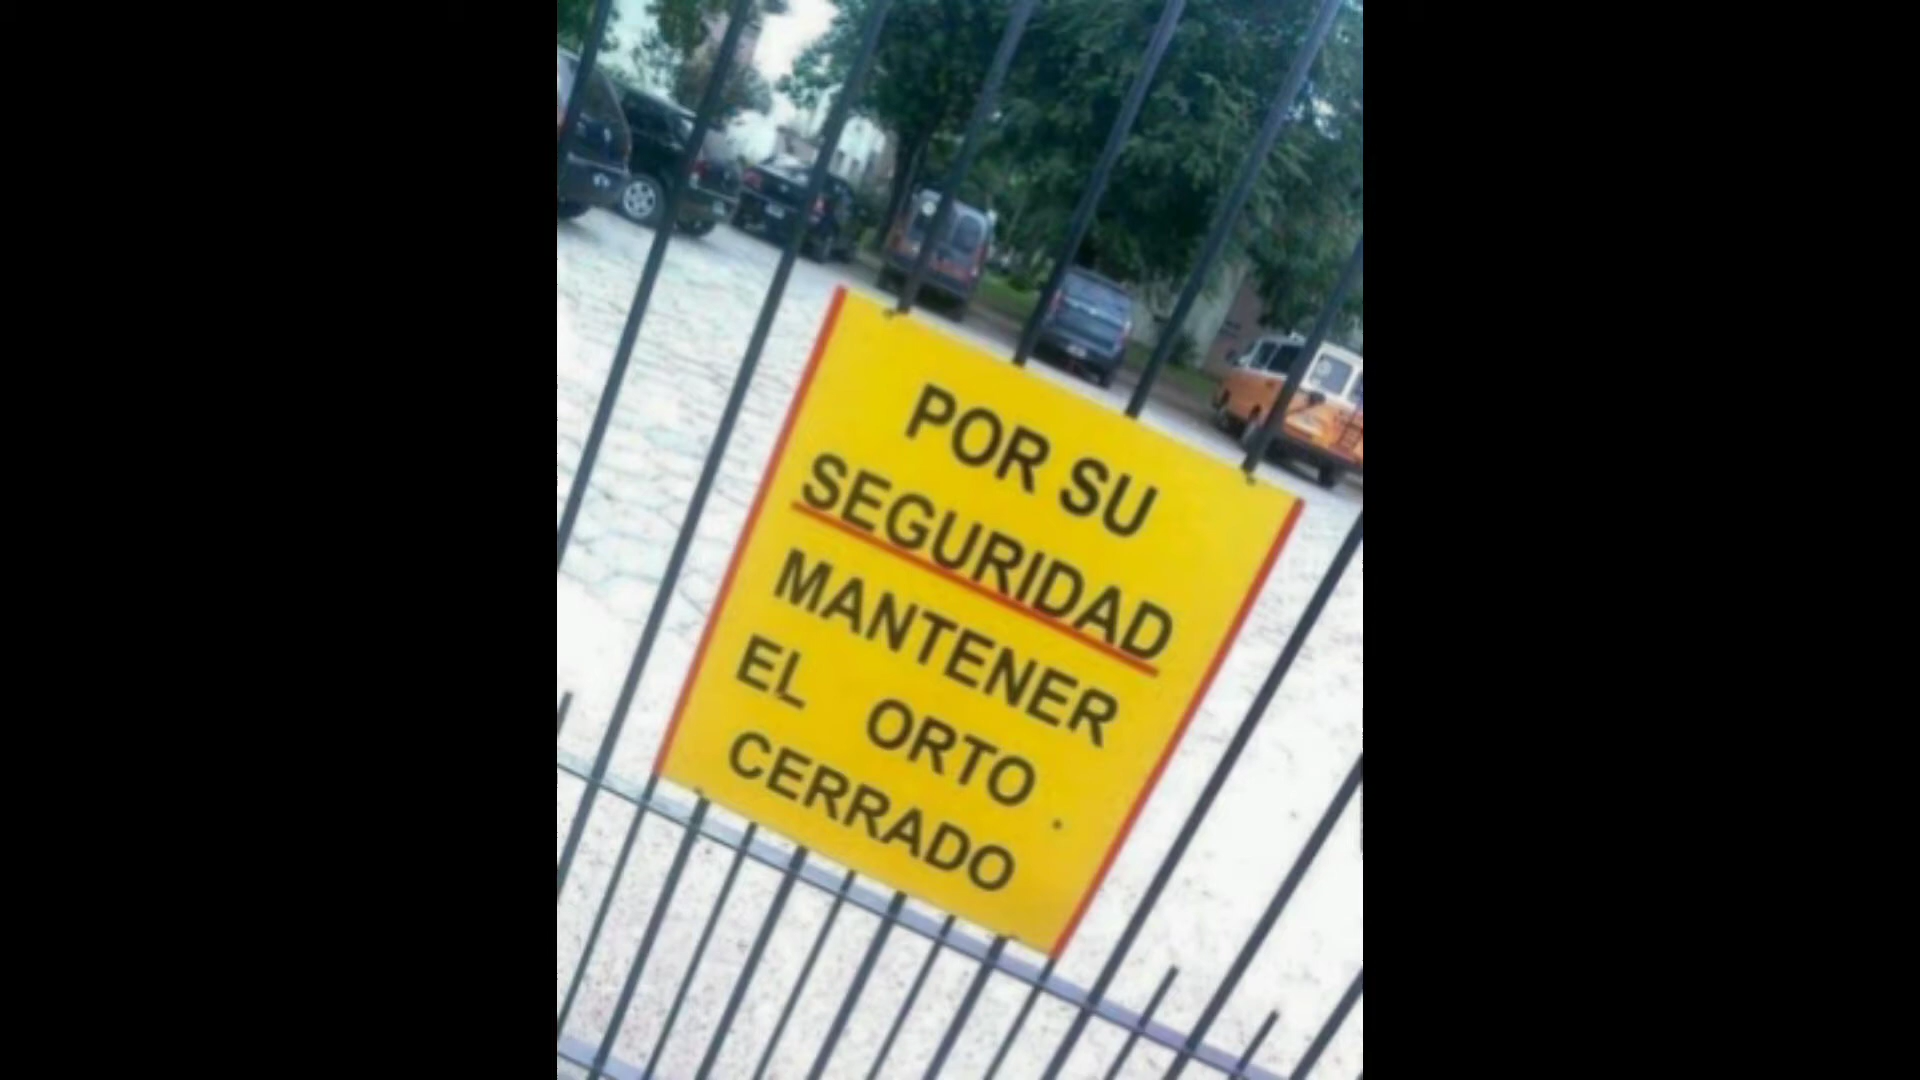 POR SU
SEGURIDAD
MANTENER
EL ORTO
CERRADO